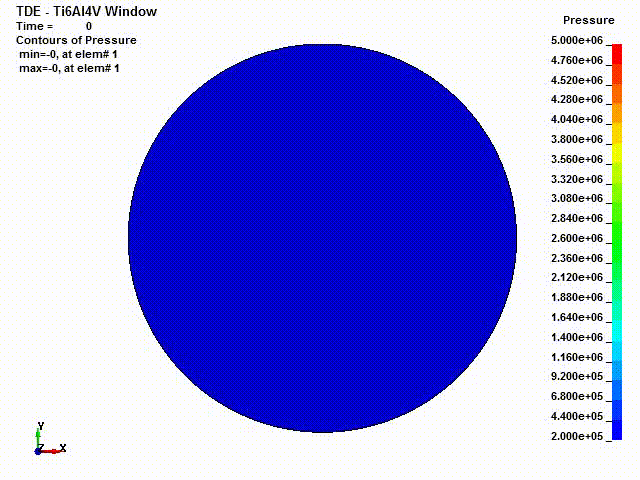 TDE - Ti6Al4V Window
Time = 0
Contours of Pressure
min=-0, at elem# 1
max=-0, at elem# 1
Pressure
5.000e+06
4.760e+06
4.520e+06
4.280e+06
4.040e+06
3.800e+06
3.560e+06
3.320e+06
3.080e+06
2.840e+06
2.600e+06
2.360e+06
2.120e+06
1.880e+06
1.640e+06
1.400e+06
1.160e+06
9.200e+05
6.800e+05
4.400e+05
2.000e+05
Y
Z X